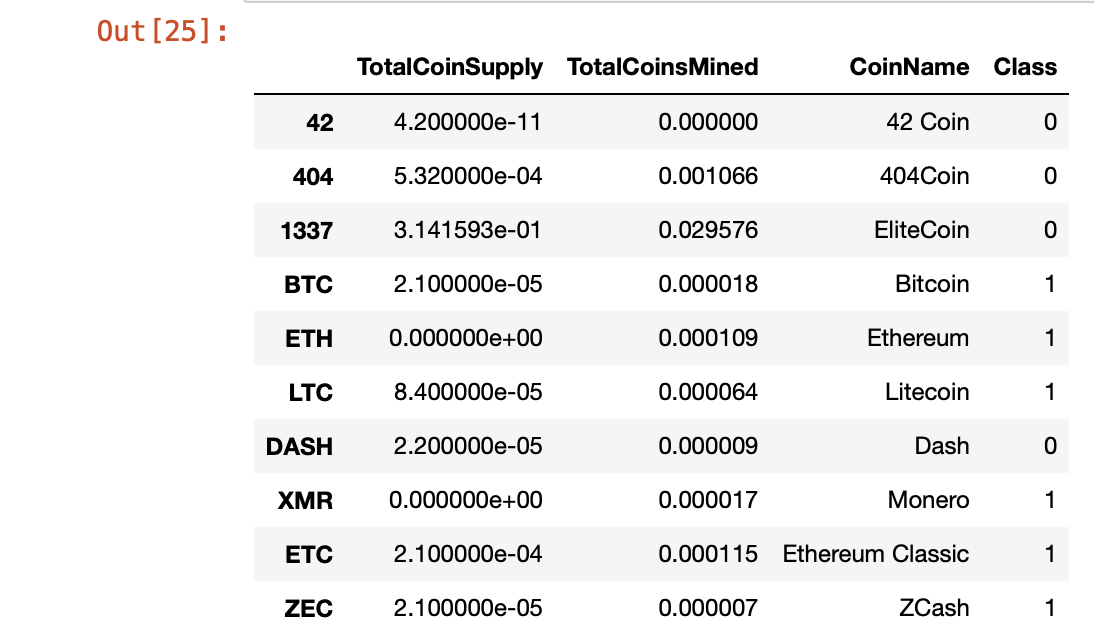 Out[25]:
TotalCoinSupply TotalCoinsMined CoinName Class
42 4.200000e-11 0.000000 42 Coin 0
404 5.320000e-04 0.001066 404Coin 0
1337 3.141593e-01 0.029576 EliteCoin 0
BTC 2.100000e-05 0.000018 Bitcoin 1
ETH 0.000000e+00 0.000109 Ethereum 1
LTC 8.400000e-05 0.000064 Litecoin 1
DASH 2.200000e-05 0.000009 Dash 0
XMR 0.000000e+00 0.000017 Monero 1
ETC 2.100000e-04 0.000115 Ethereum Classic 1
ZEC 2.100000e-05 0.000007 ZCash 1